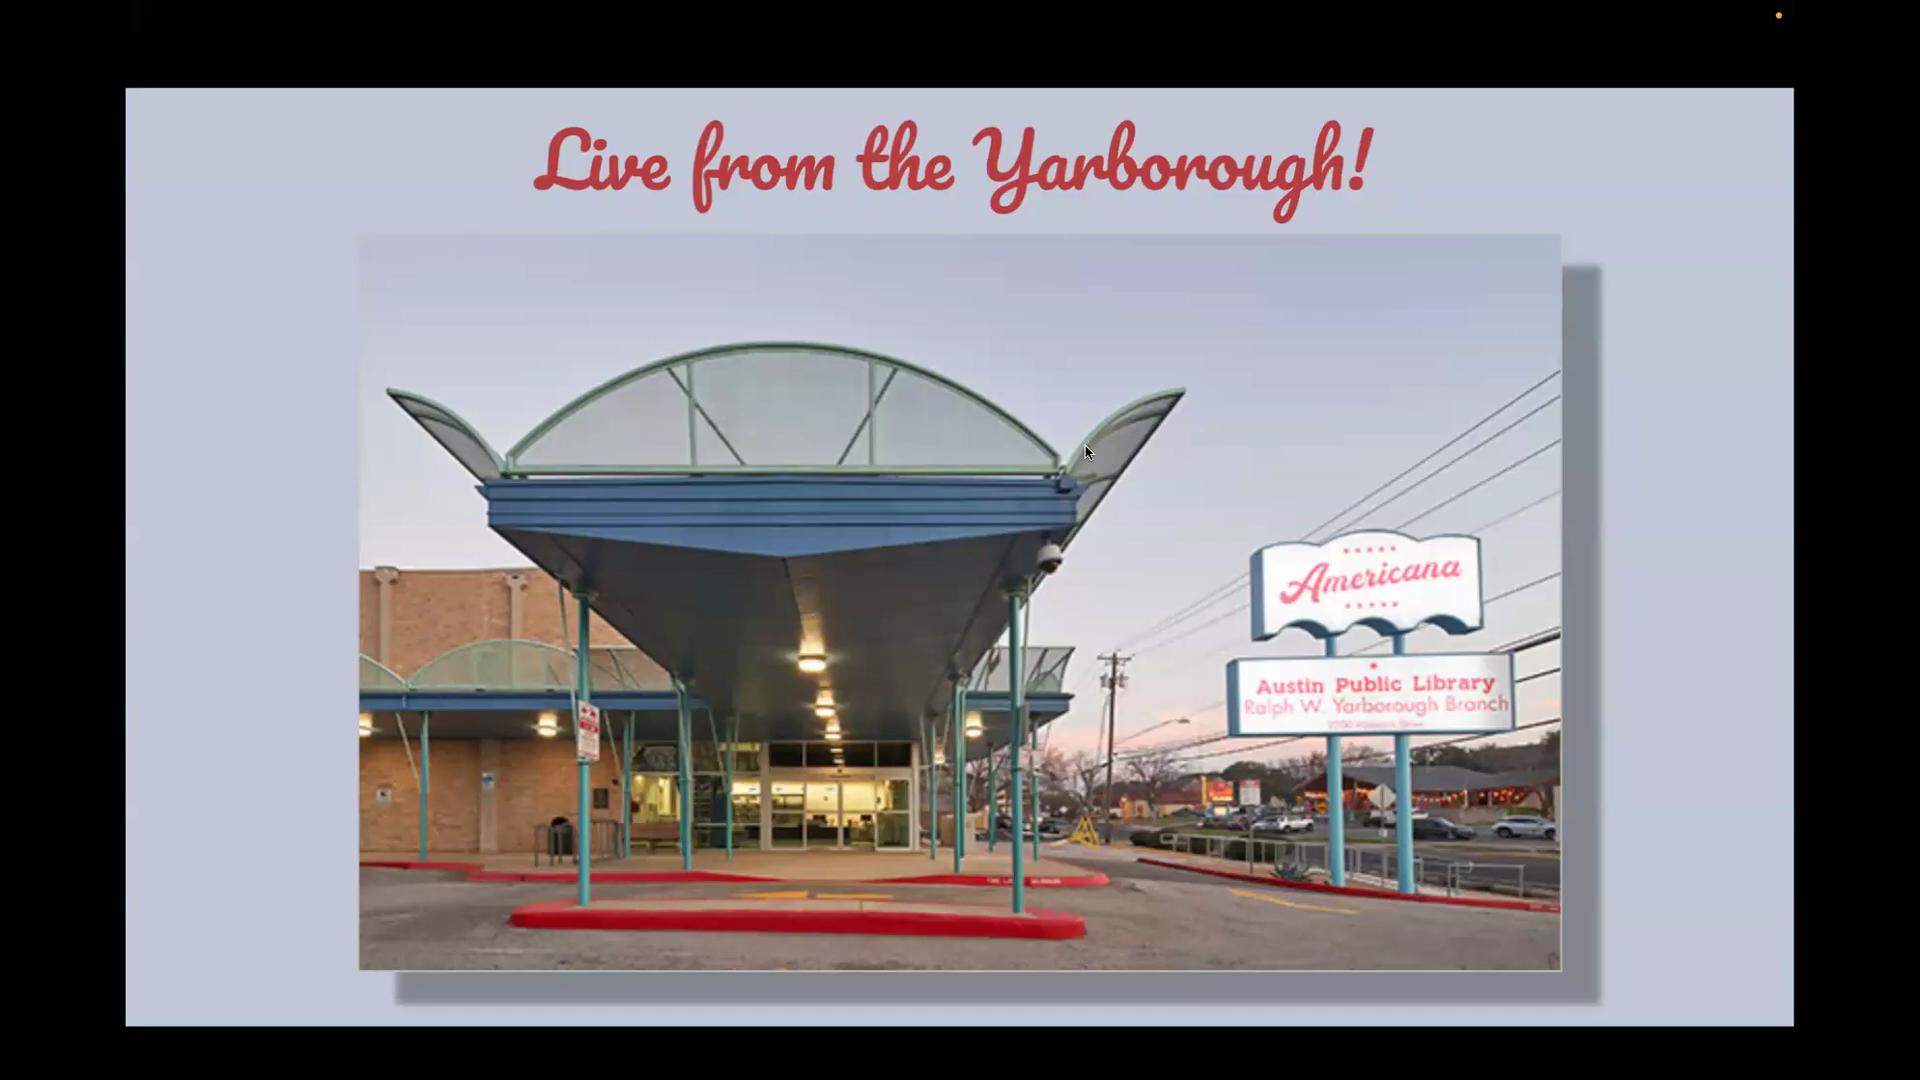 Live from the Yarborough!
Americana
Austin Public Library
Ralph W. Yarborough Branch